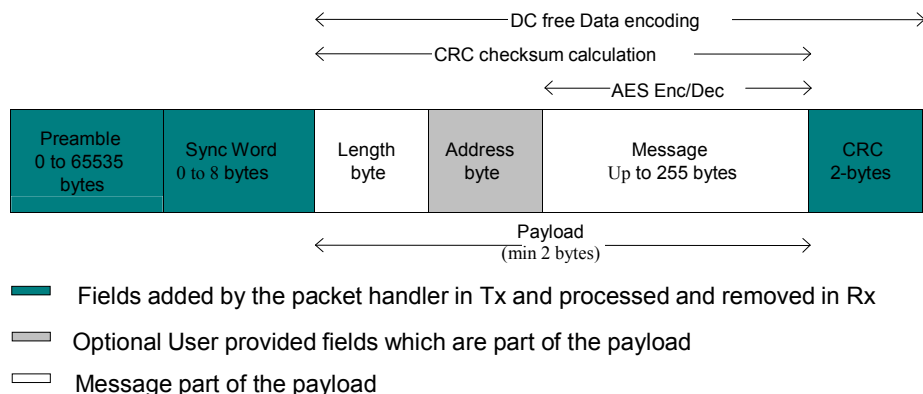 DC free Data encoding
CRC checksum calculation
AES Enc/Dec
Preamble
0 to 65535
bytes
Sync Word
0 to 8 bytes
Length
byte
Address
byte
Message
Up to 255 bytes
CRC
2-bytes
Payload
(min 2 bytes)
Fields added by the packet handler in Tx and processed and removed in Rx
Optional User provided fields which are part of the payload
Message part of the payload